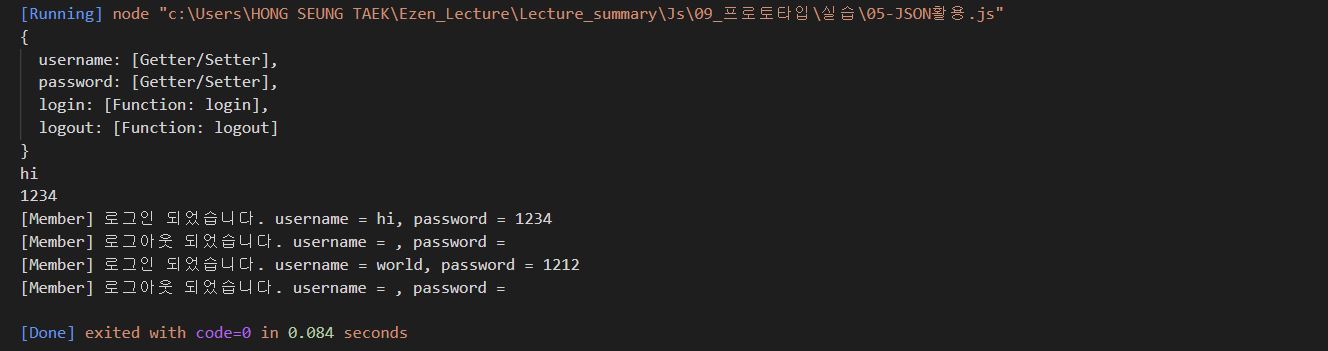 [Running] node "c:\Users\HONG SEUNG TAEK\Ezen_Lecture\Lecture_summary\Js\09_프로토타입\실습\05-JSON활용.js"
{
  username: [Getter/Setter],
  password: [Getter/Setter],
  login: [Function: login],
  logout: [Function: logout]
}
hi
1234
[Member] 로그인 되었습니다. username = hi, password = 1234
[Member] 로그아웃 되었습니다. username = , password =
[Member] 로그인 되었습니다. username = world, password = 1212
[Member] 로그아웃 되었습니다. username = , password =
[Done] exited with code=0 in 0.084 seconds